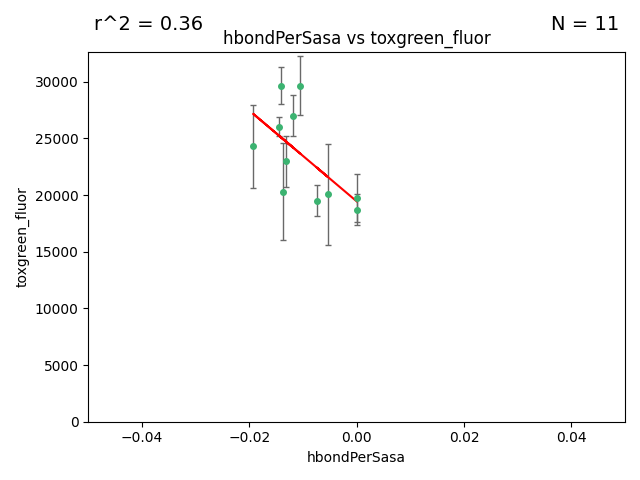 r^2 = 0.36
N = 11
hbondPerSasa vs toxgreen_fluor
toxgreen_fluor
30000
25000
20000
15000
10000
5000
0
−0.04
−0.02
0.00
0.02
0.04
hbondPerSasa